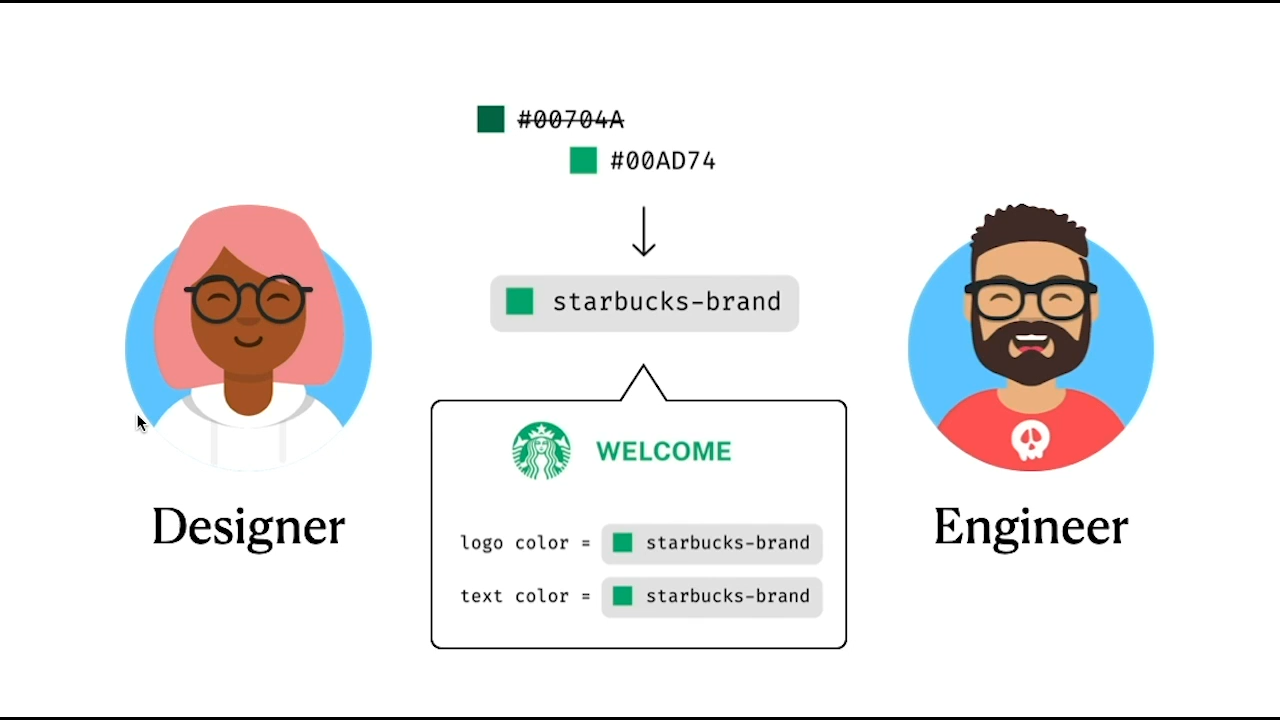 #00704A
#00AD74
starbucks-brand
WELCOME
logo color = starbucks-brand
text color = starbucks-brand
Designer
Engineer